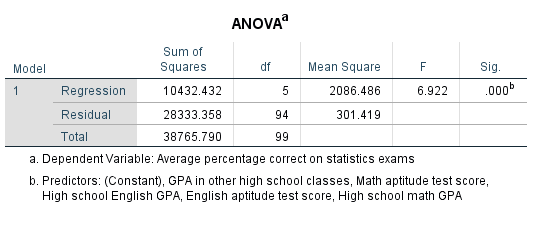 ANOVAa
Model Sum of Squares df Mean Square F Sig.
1 Regression 10432.432 5 2086.486 6.922 .000b
Residual 28333.358 94 301.419
Total 38765.790 99
a. Dependent Variable: Average percentage correct on statistics exams
b. Predictors: (Constant), GPA in other high school classes, Math aptitude test score,
High school English GPA, English aptitude test score, High school math GPA